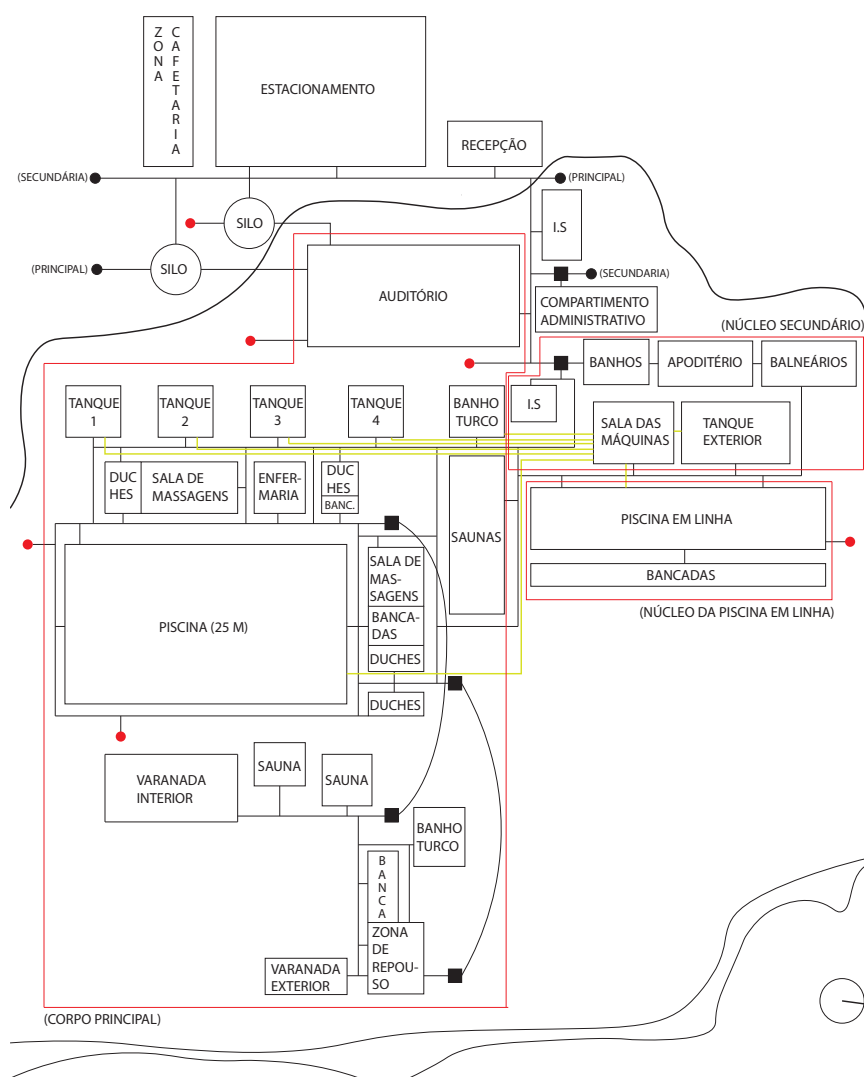 ZONA
CAFETARIA
ESTACIONAMENTO
RECEPÇÃO
(SECUNDÁRIA)
(PRINCIPAL)
SILO
I.S
(PRINCIPAL)
SILO
(SECUNDARIA)
AUDITÓRIO
COMPARTIMENTO
ADMINISTRATIVO
(NÚCLEO SECUNDÁRIO)
BANHOS
APODITÉRIO
BALNEÁRIOS
TANQUE
1
TANQUE
2
TANQUE
3
TANQUE
4
BANHO
TURCO
I.S
SALA DAS
MÁQUINAS
TANQUE
EXTERIOR
DUC
HES
SALA DE
MASSAGENS
ENFER-
MARIA
DUC
HES
BANC.
SAUNAS
PISCINA EM LINHA
BANCADAS
(NÚCLEO DA PISCINA EM LINHA)
PISCINA (25 M)
SALA DE
MAS-
SAGENS
BANCA-
DAS
DUCHES
DUCHES
VARANADA
INTERIOR
SAUNA
SAUNA
BANHO
TURCO
BANCA
ZONA
DE
REPOU-
SO
VARANADA
EXTERIOR
(CORPO PRINCIPAL)